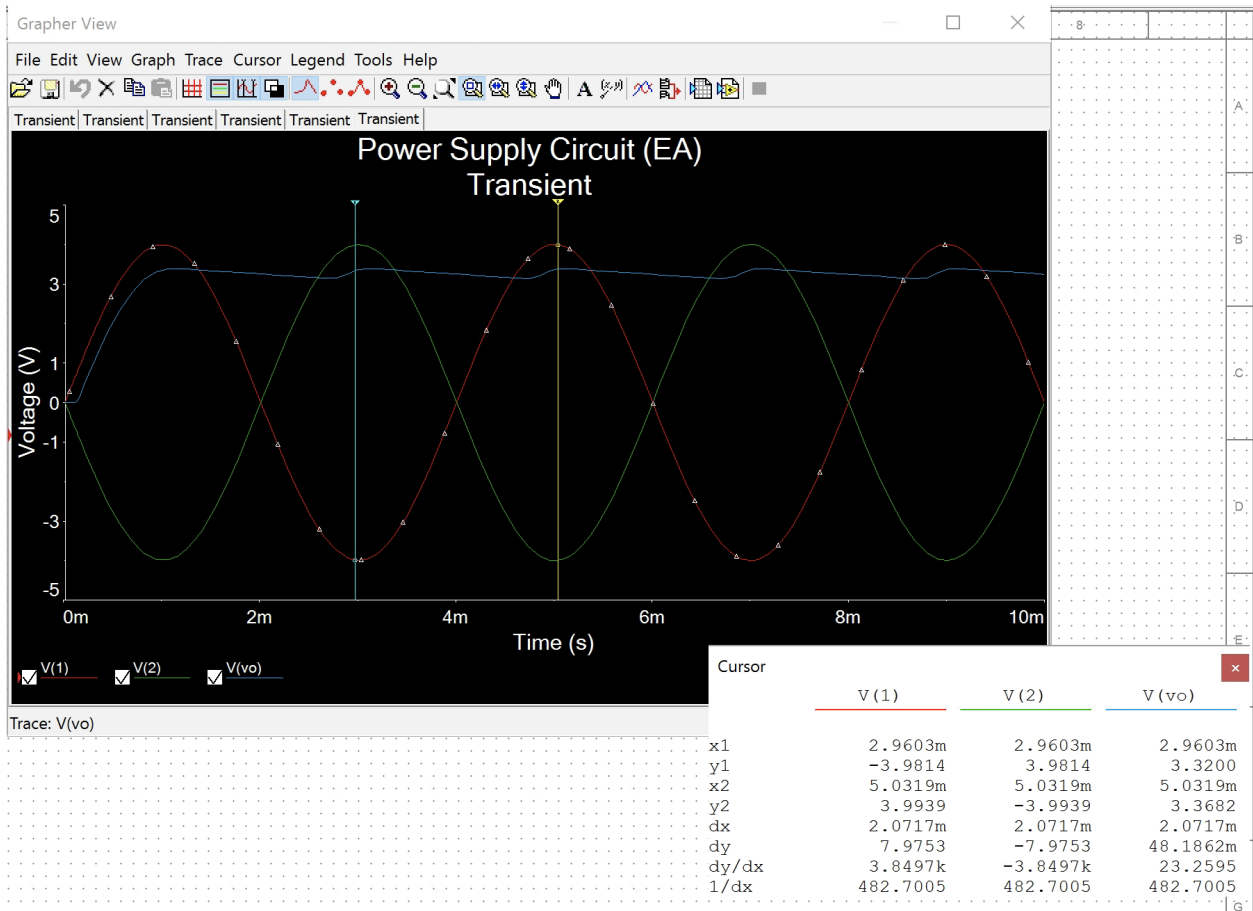 Grapher View
8
File Edit View Graph Trace Cursor Legend Tools Help
A
Transient Transient Transient Transient Transient Transient
Power Supply Circuit (EA)
Transient
Voltage (V)
5
3
1
0
-1
-3
-5
0m 2m 4m 6m 8m 10m
Time (s)
V(1) V(2) V(vo)
Trace: V(vo)
A
B
C
D
E
G
Cursor
V(1) V(2) V(vo)
x1 2.9603m 2.9603m 2.9603m
y1 -3.9814 3.9814 3.3200
x2 5.0319m 5.0319m 5.0319m
y2 3.9939 -3.9939 3.3682
dx 2.0717m 2.0717m 2.0717m
dy 7.9753 -7.9753 48.1862m
dy/dx 3.8497k -3.8497k 23.2595
1/dx 482.7005 482.7005 482.7005